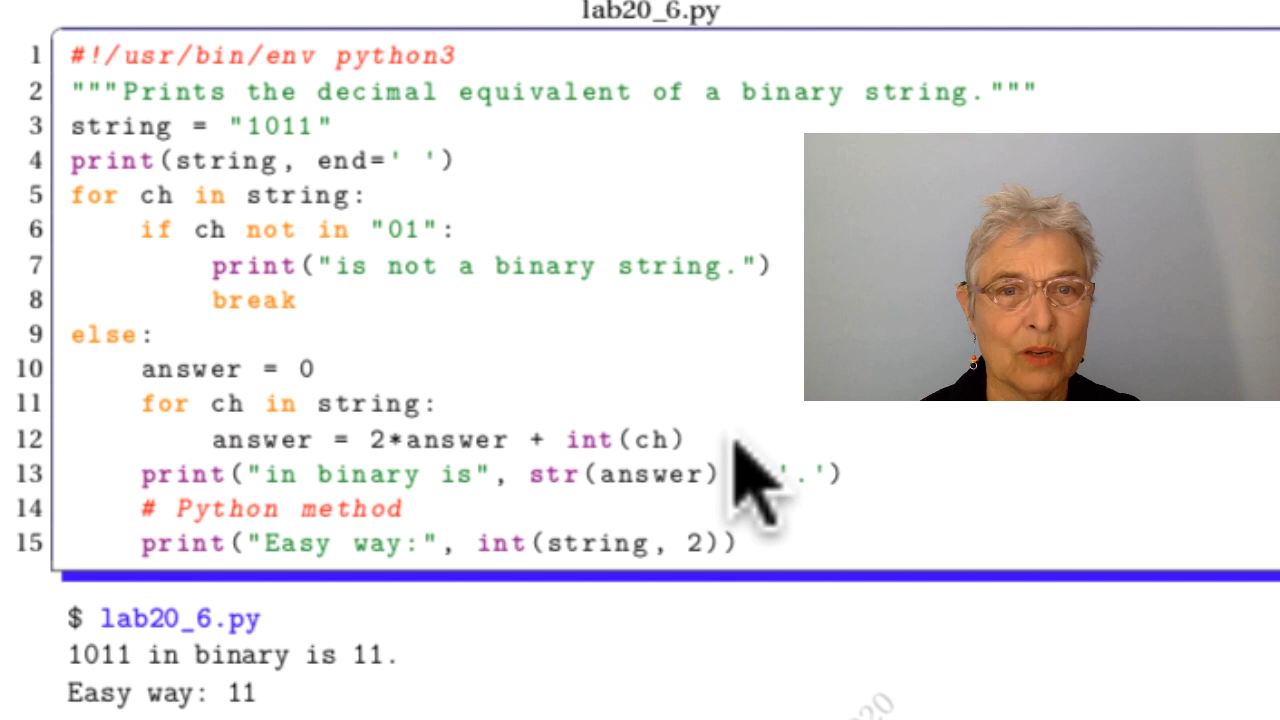 lab20_6.py
1 #!/usr/bin/env python3
2 """Prints the decimal equivalent of a binary string."""
3 string = "1011"
4 print(string, end=' ')
5 for ch in string:
6 if ch not in "01":
7 print("is not a binary string.")
8 break
9 else:
10 answer = 0
11 for ch in string:
12 answer = 2*answer + int(ch)
13 print("in binary is", str(answer) '.')
14 # Python method
15 print("Easy way:", int(string, 2))
$ lab20_6.py
1011 in binary is 11.
Easy way: 11